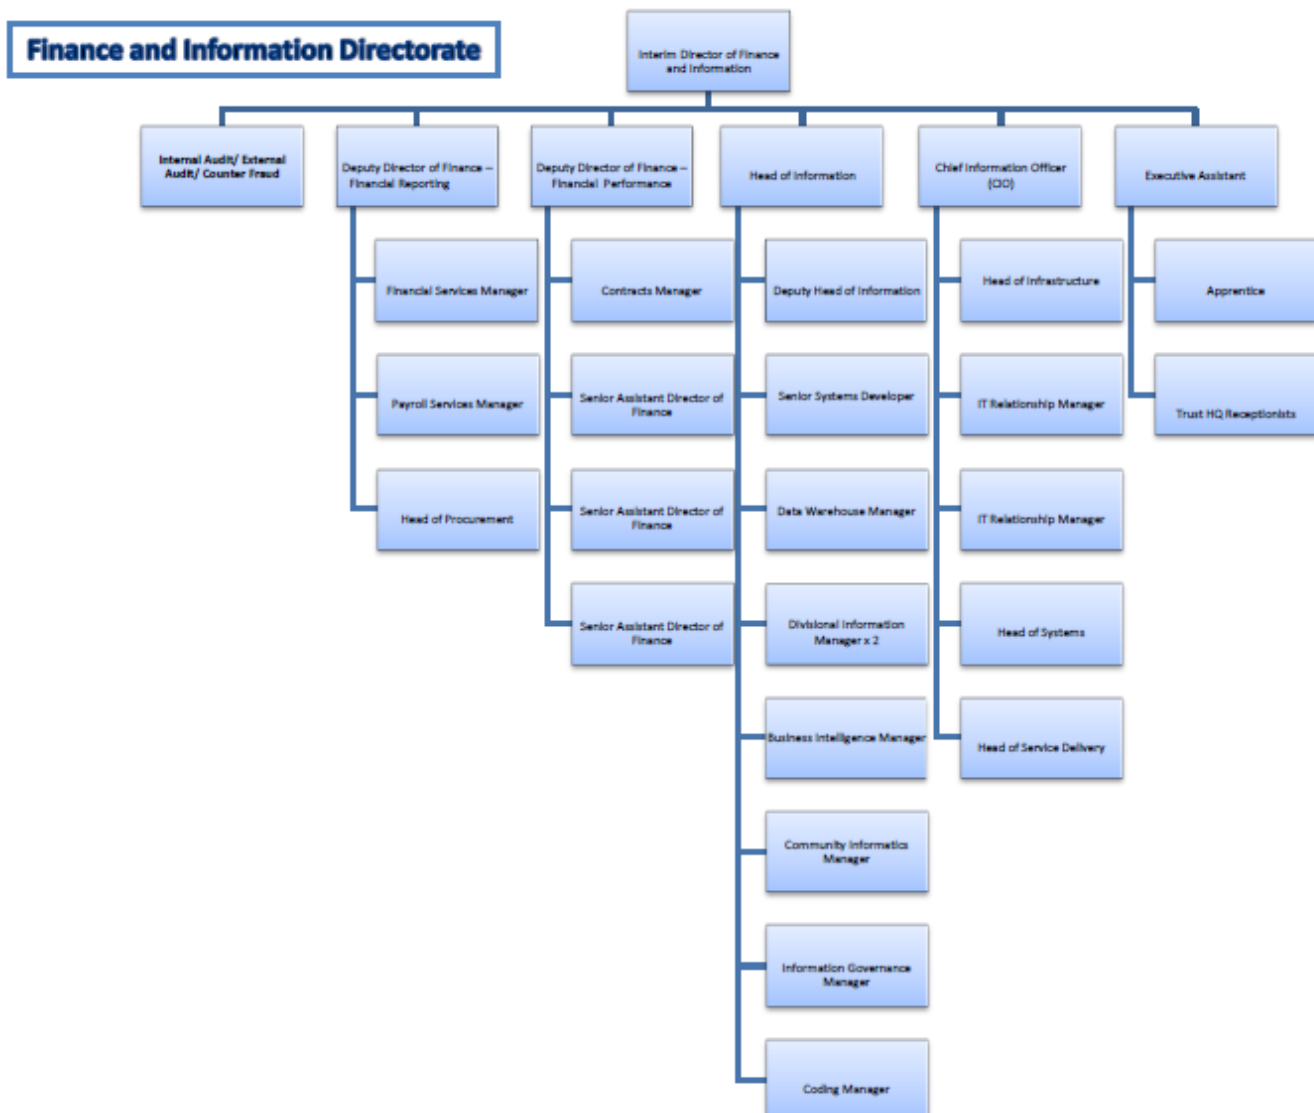 Finance and Information Directorate
Interim Director of Finance
and Information
Internal Audit/ External
Audit/ Counter Fraud
Deputy Director of Finance –
Financial Reporting
Deputy Director of Finance –
Financial Performance
Head of Information
Chief Information Officer
(CIO)
Executive Assistant
Financial Services Manager
Payroll Services Manager
Head of Procurement
Contracts Manager
Senior Assistant Director of
Finance
Senior Assistant Director of
Finance
Senior Assistant Director of
Finance
Deputy Head of Information
Senior Systems Developer
Data Warehouse Manager
Divisional Information
Manager x 2
Business Intelligence Manager
Community Informatics
Manager
Information Governance
Manager
Coding Manager
Head of Infrastructure
IT Relationship Manager
IT Relationship Manager
Head of Systems
Head of Service Delivery
Apprentice
Trust HQ Receptionists